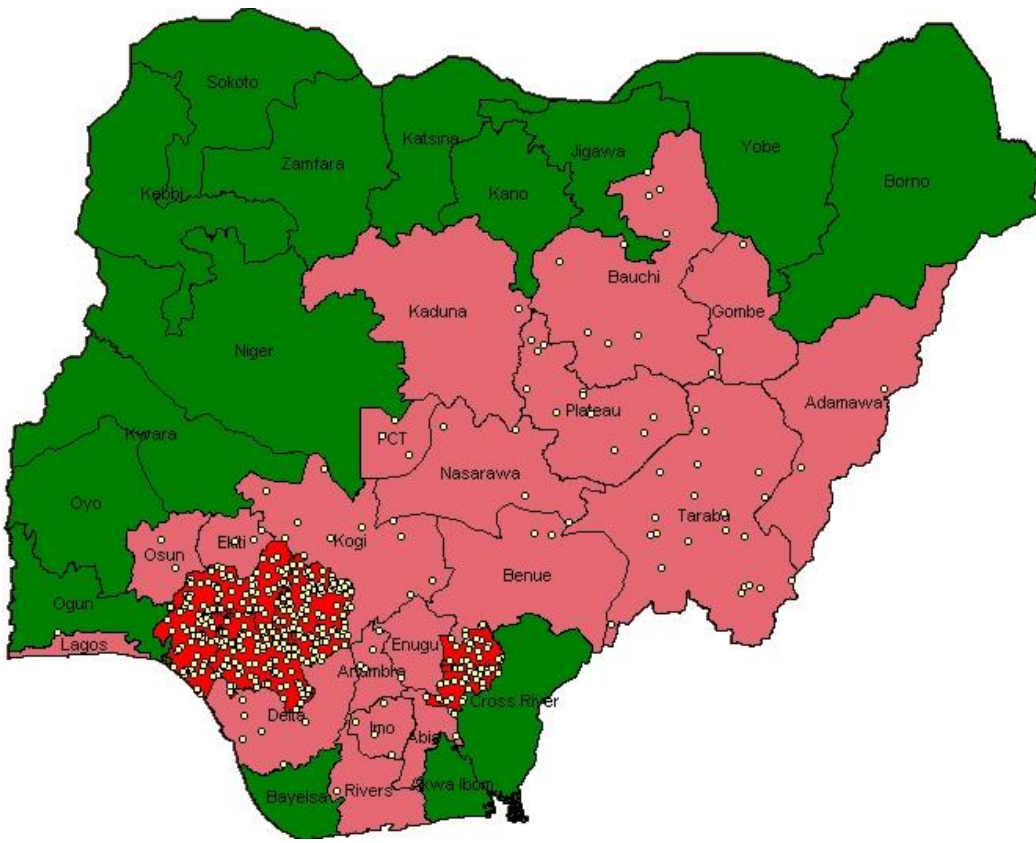 Sokoto
Katsina
Jigawa
Yobe
Zamfara
Borno
Kebbi
Kano
Bauchi
Kaduna
Gombe
Niger
Adamawa
Plateau
Kwara
PCT
Nasarawa
Oyo
Taraba
Osun
Ekiti
Kogi
Benue
Ogun
Lagos
Enugu
Anambra
Cross River
Delta
Imo
Abia
Akwa Ibom
Bayelsa
Rivers